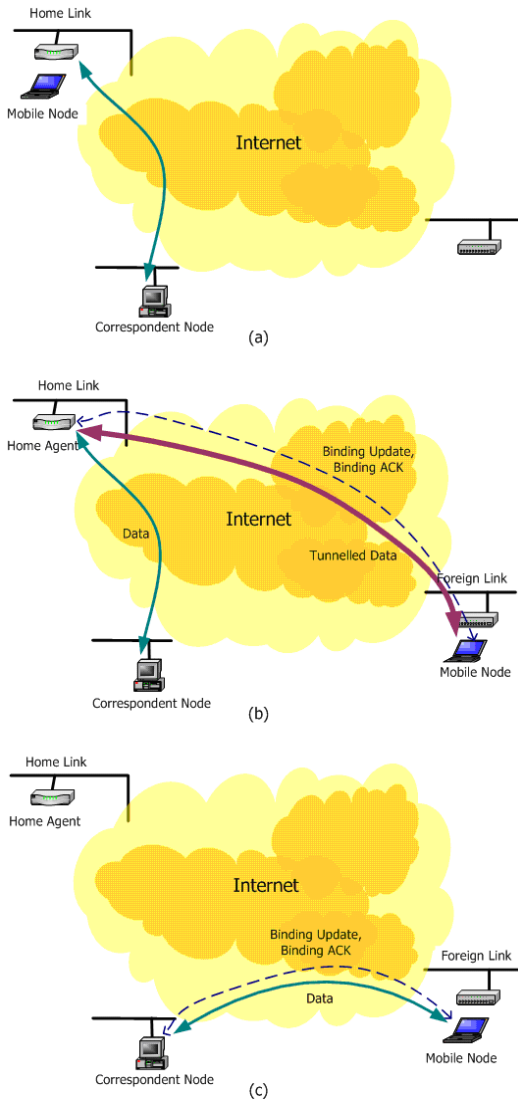 Home Link
Mobile Node
Internet
Correspondent Node
(a)
Home Link
Home Agent
Binding Update,
Binding ACK
Internet
Data
Tunnelled Data
Foreign Link
Mobile Node
Correspondent Node
(b)
Home Link
Home Agent
Internet
Binding Update,
Binding ACK
Foreign Link
Data
Mobile Node
Correspondent Node
(c)